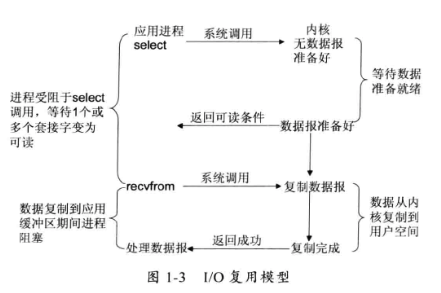 应用进程
select
系统调用
内核
无数据报
准备好
等待数据
准备就绪
进程受阻于select
调用，等待1个或
多个套接字变为
可读
返回可读条件
数据报准备好
recvfrom
系统调用
复制数据报
数据复制到应用
缓冲区期间进程
阻塞
数据从内
核复制到
用户空间
处理数据报
返回成功
复制完成
图 1-3 I/O 复用模型